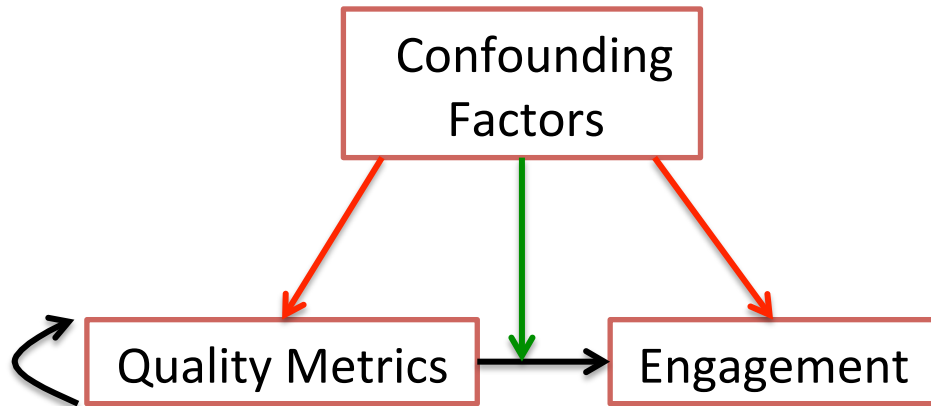 Confounding
Factors
Quality Metrics
Engagement